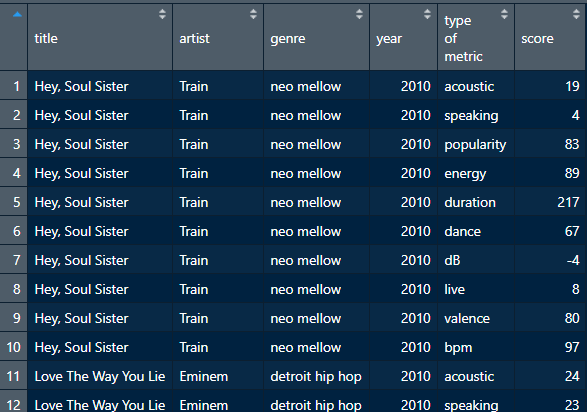 title artist genre year type of metric score
1 Hey, Soul Sister Train neo mellow 2010 acoustic 19
2 Hey, Soul Sister Train neo mellow 2010 speaking 4
3 Hey, Soul Sister Train neo mellow 2010 popularity 83
4 Hey, Soul Sister Train neo mellow 2010 energy 89
5 Hey, Soul Sister Train neo mellow 2010 duration 217
6 Hey, Soul Sister Train neo mellow 2010 dance 67
7 Hey, Soul Sister Train neo mellow 2010 dB -4
8 Hey, Soul Sister Train neo mellow 2010 live 8
9 Hey, Soul Sister Train neo mellow 2010 valence 80
10 Hey, Soul Sister Train neo mellow 2010 bpm 97
11 Love The Way You Lie Eminem detroit hip hop 2010 acoustic 24
12 Love The Way You Lie Eminem detroit hip hop 2010 speaking 23